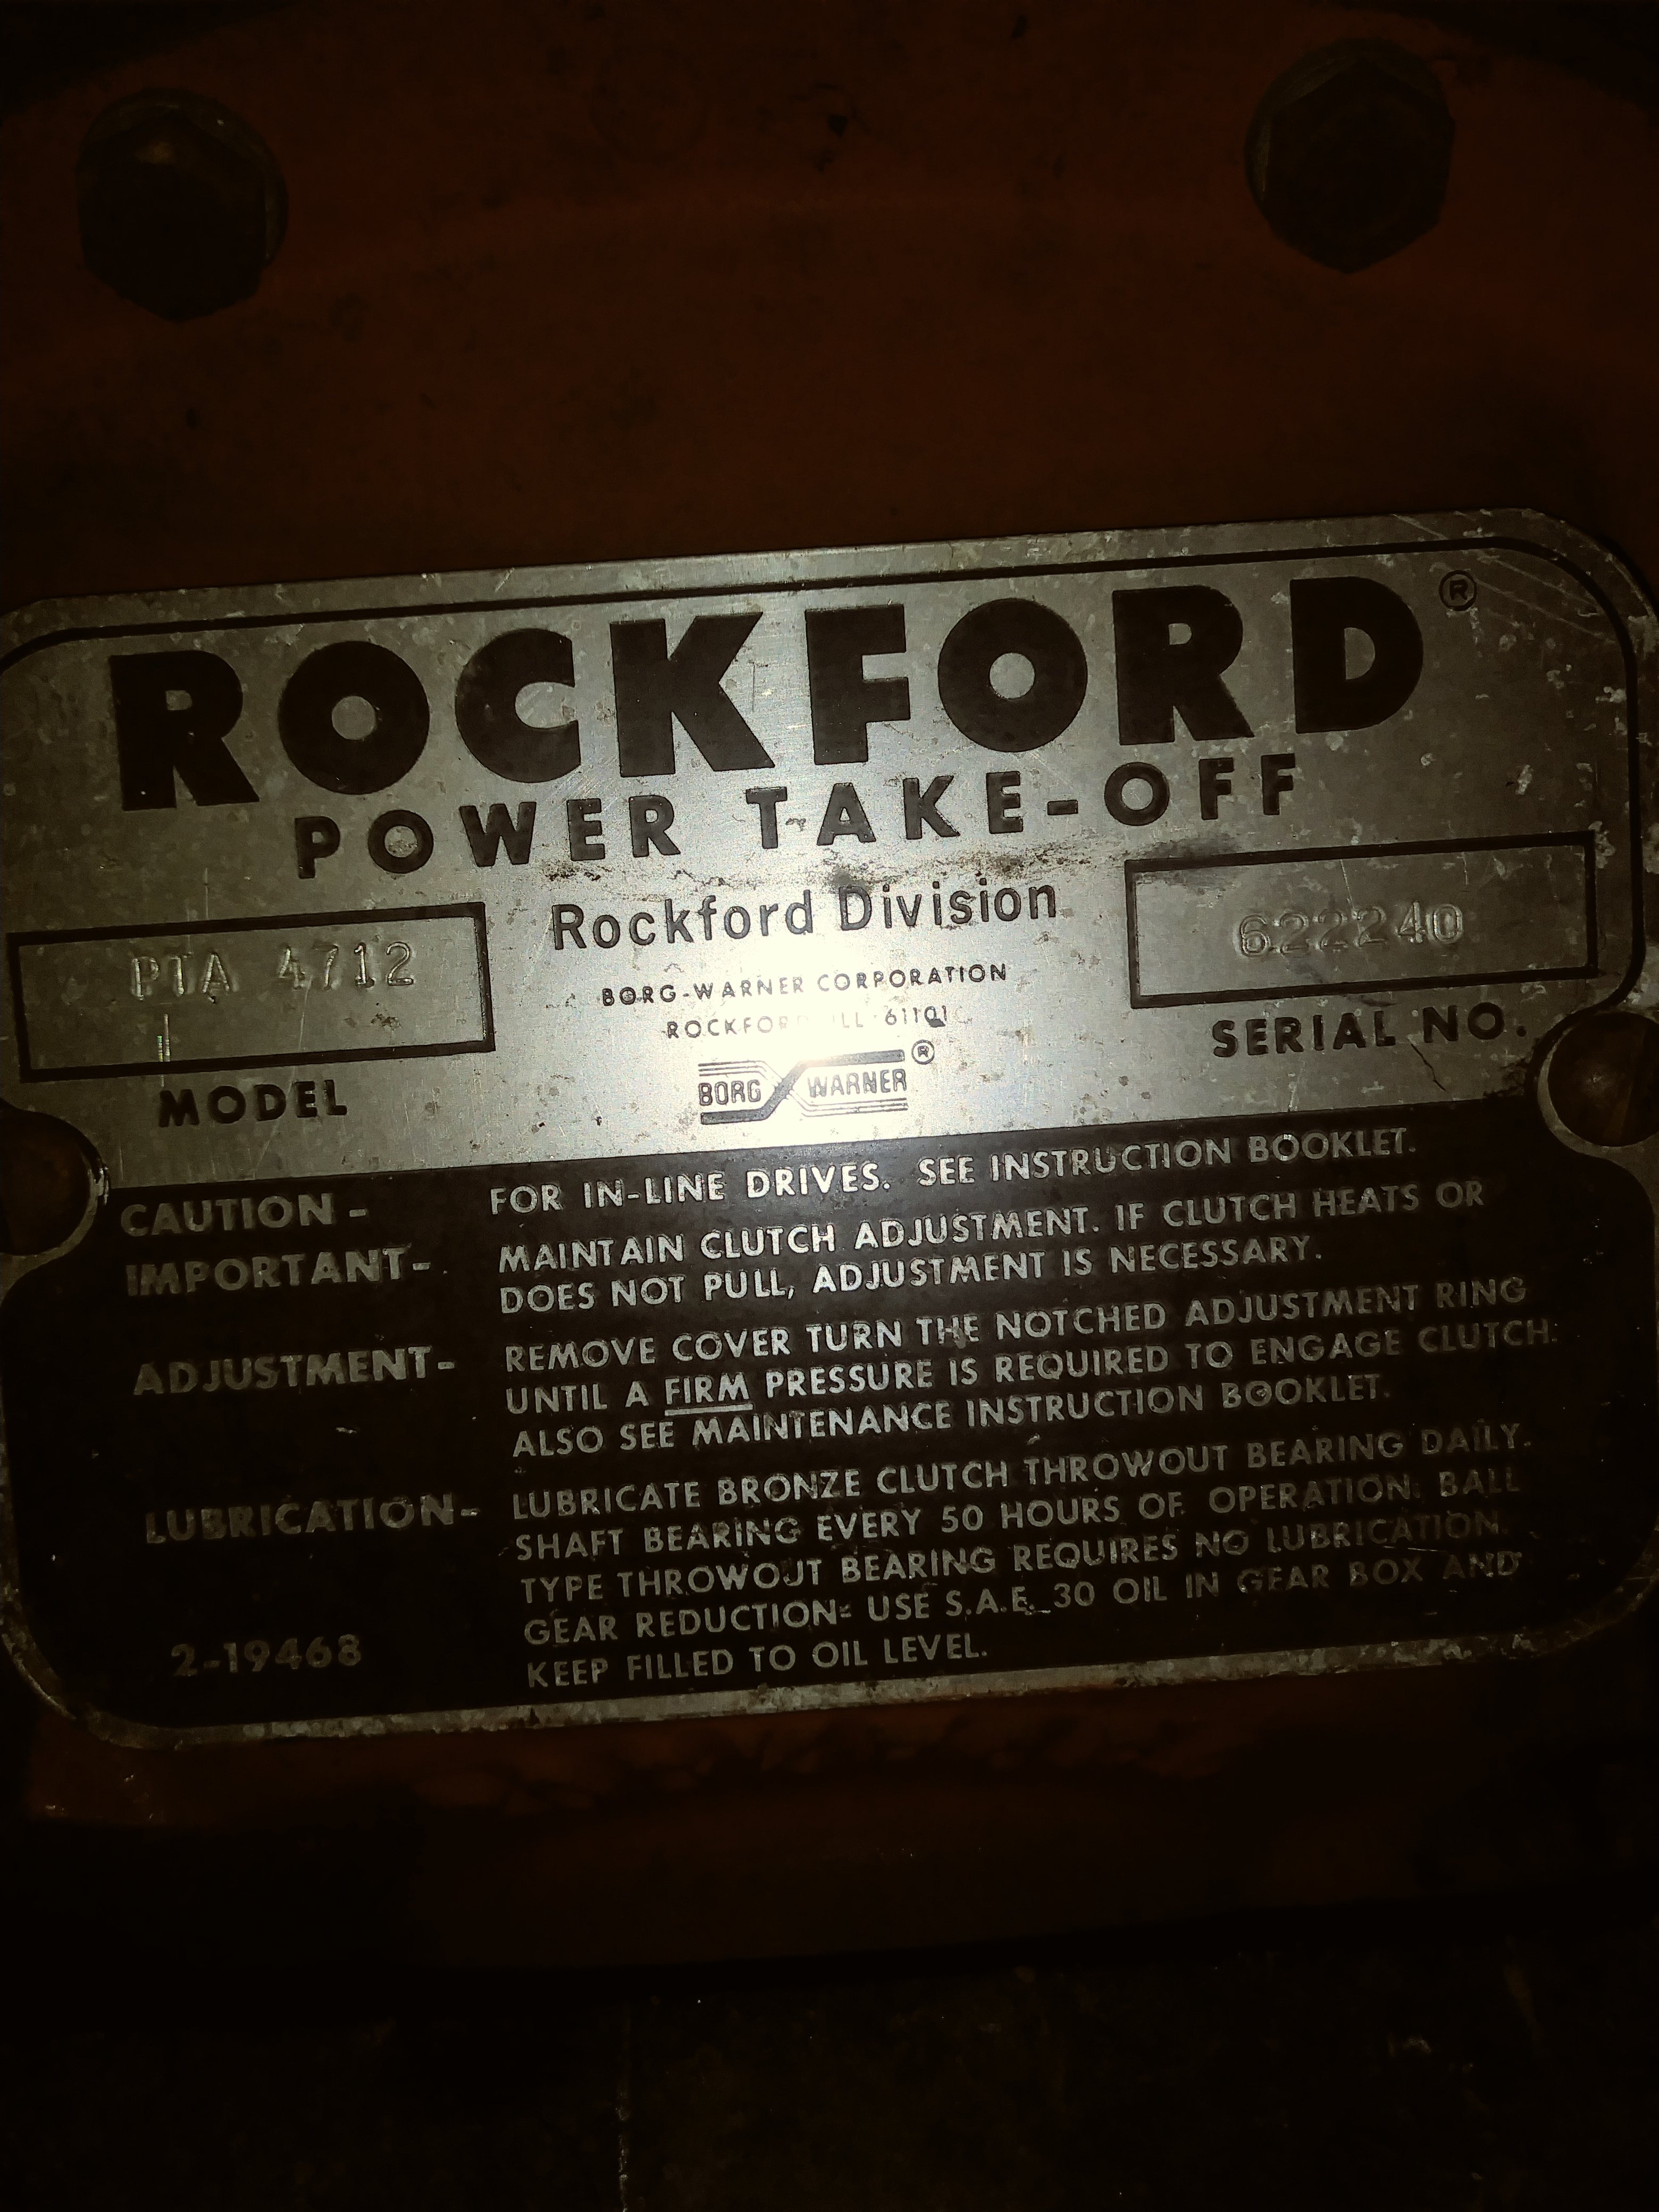 ROCKFORD ®
POWER TAKE-OFF
Rockford Division
PTA 4712
622240
BORG-WARNER CORPORATION
ROCKFORD ILL 61101
MODEL
SERIAL NO.
BORG WARNER ®
CAUTION - FOR IN-LINE DRIVES. SEE INSTRUCTION BOOKLET.
IMPORTANT- MAINTAIN CLUTCH ADJUSTMENT. IF CLUTCH HEATS OR
DOES NOT PULL, ADJUSTMENT IS NECESSARY.
ADJUSTMENT- REMOVE COVER TURN THE NOTCHED ADJUSTMENT RING
UNTIL A FIRM PRESSURE IS REQUIRED TO ENGAGE CLUTCH.
ALSO SEE MAINTENANCE INSTRUCTION BOOKLET.
LUBRICATION- LUBRICATE BRONZE CLUTCH THROWOUT BEARING DAILY.
SHAFT BEARING EVERY 50 HOURS OF OPERATION. BALL
TYPE THROWOUT BEARING REQUIRES NO LUBRICATION.
GEAR REDUCTION- USE S.A.E. 30 OIL IN GEAR BOX AND
KEEP FILLED TO OIL LEVEL.
2-19468